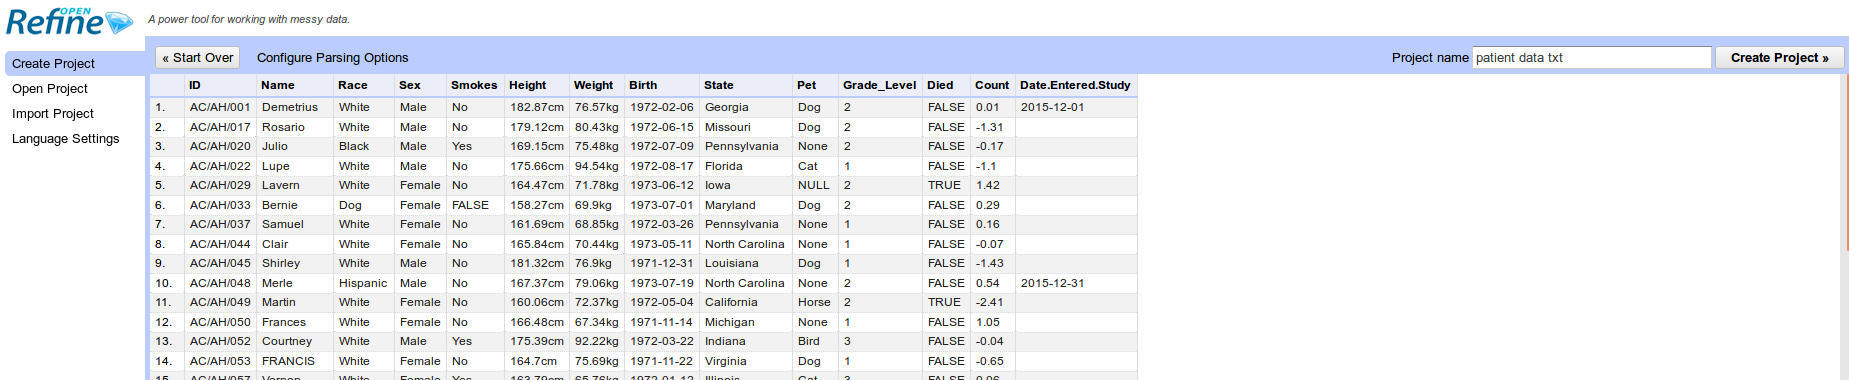 OPEN
Refine
A power tool for working with messy data.
Create Project
Open Project
Import Project
Language Settings
« Start Over Configure Parsing Options Project name patient data txt Create Project »
ID Name Race Sex Smokes Height Weight Birth State Pet Grade_Level Died Count Date.Entered.Study
1. AC/AH/001 Demetrius White Male No 182.87cm 76.57kg 1972-02-06 Georgia Dog 2 FALSE 0.01 2015-12-01
2. AC/AH/017 Rosario White Male No 179.12cm 80.43kg 1972-06-15 Missouri Dog 2 FALSE -1.31
3. AC/AH/020 Julio Black Male Yes 169.15cm 75.48kg 1972-07-09 Pennsylvania None 2 FALSE -0.17
4. AC/AH/022 Lupe White Male No 175.66cm 94.54kg 1972-08-17 Florida Cat 1 FALSE -1.1
5. AC/AH/029 Lavern White Female No 164.47cm 71.78kg 1973-06-12 Iowa NULL 2 TRUE 1.42
6. AC/AH/033 Bernie Dog Female FALSE 158.27cm 69.9kg 1973-07-01 Maryland Dog 2 FALSE 0.29
7. AC/AH/037 Samuel White Female No 161.69cm 68.85kg 1972-03-26 Pennsylvania None 1 FALSE 0.16
8. AC/AH/044 Clair White Female No 165.84cm 70.44kg 1973-05-11 North Carolina None 1 FALSE -0.07
9. AC/AH/045 Shirley White Male No 181.32cm 76.9kg 1971-12-31 Louisiana Dog 1 FALSE -1.43
10. AC/AH/048 Merle Hispanic Male No 167.37cm 79.06kg 1973-07-19 North Carolina None 2 FALSE 0.54 2015-12-31
11. AC/AH/049 Martin White Female No 160.06cm 72.37kg 1972-05-04 California Horse 2 TRUE -2.41
12. AC/AH/050 Frances White Female No 166.48cm 67.34kg 1971-11-14 Michigan None 1 FALSE 1.05
13. AC/AH/052 Courtney White Male Yes 175.39cm 92.22kg 1972-03-22 Indiana Bird 3 FALSE -0.04
14. AC/AH/053 FRANCIS White Female No 164.7cm 75.69kg 1971-11-22 Virginia Dog 1 FALSE -0.65